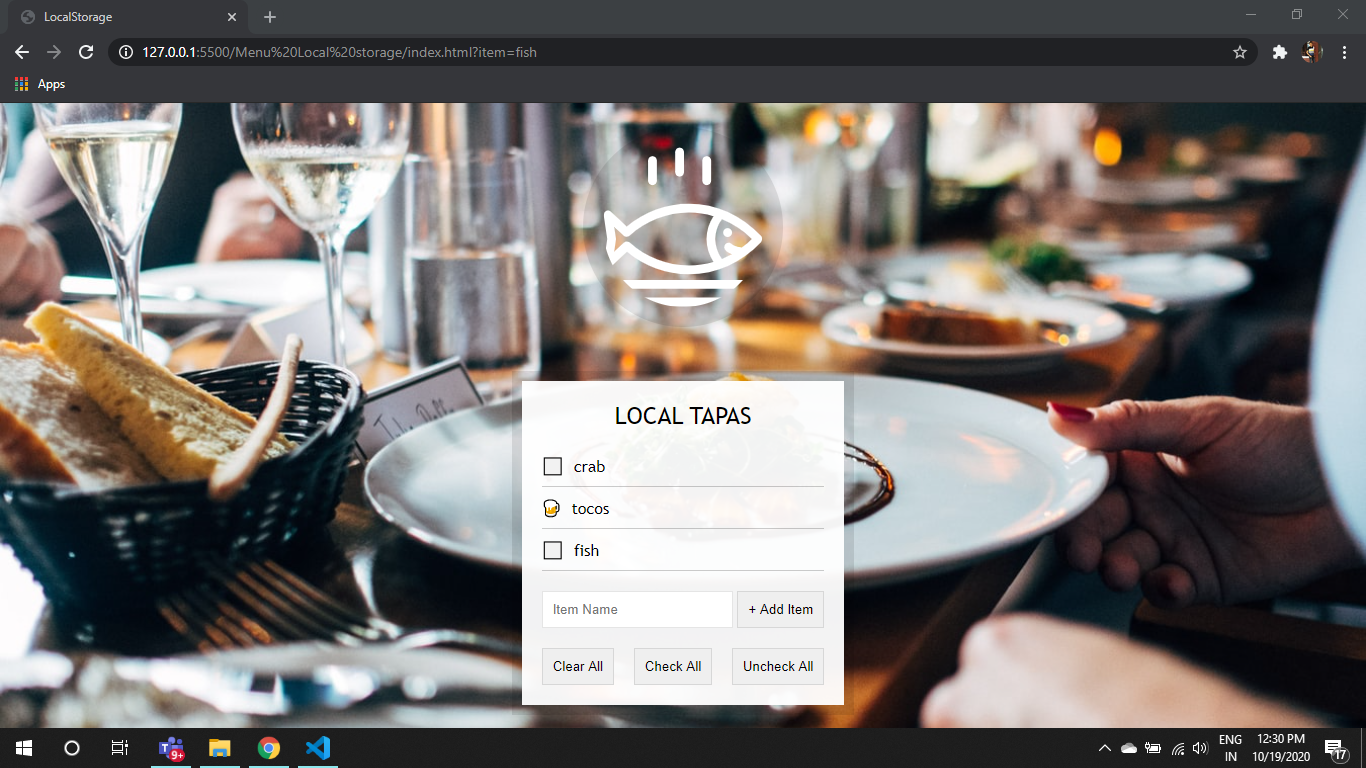 LocalStorage
127.0.0.1:5500/Menu%20Local%20storage/index.html?item=fish
Apps
LOCAL TAPAS
crab
tocos
fish
Item Name
+ Add Item
Clear All
Check All
Uncheck All
9+
ENG
IN
12:30 PM
10/19/2020
17